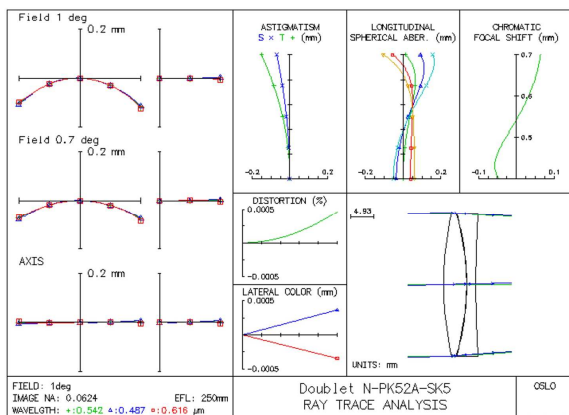 Field 1 deg
0.2 mm
Field 0.7 deg
0.2 mm
AXIS
0.2 mm
ASTIGMATISM
S × T + (mm)
-0.2
0.2
LONGITUDINAL
SPHERICAL ABER. (mm)
-0.2
0.2
CHROMATIC
FOCAL SHIFT (mm)
0.7
0.5
-0.1
0.1
DISTORTION (%)
0.0005
-0.0005
LATERAL COLOR (mm)
0.0005
-0.0005
4.93
UNITS: mm
FIELD: 1deg
IMAGE NA: 0.0624 EFL: 250mm
WAVELGTH: +:0.542 △:0.487 □:0.616 µm
Doublet N-PK52A-SK5
RAY TRACE ANALYSIS
OSLO